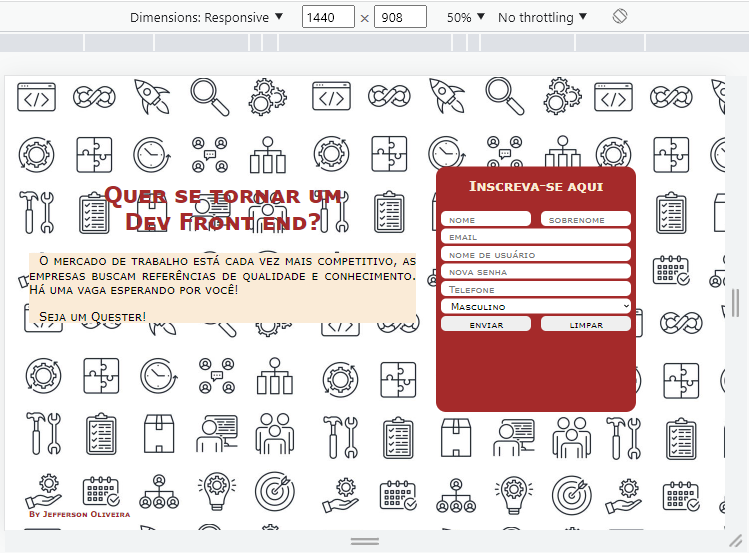 Dimensions: Responsive ▼ 1440 × 908 50% ▼ No throttling ▼
Quer se tornar um
Dev Front end?
O mercado de trabalho está cada vez mais competitivo, as
empresas buscam referências de qualidade e conhecimento.
Há uma vaga esperando por você!
Seja um Quester!
Inscreva-se aqui
nome sobrenome
email
nome de usuário
nova senha
Telefone
Masculino
enviar limpar
By Jefferson Oliveira